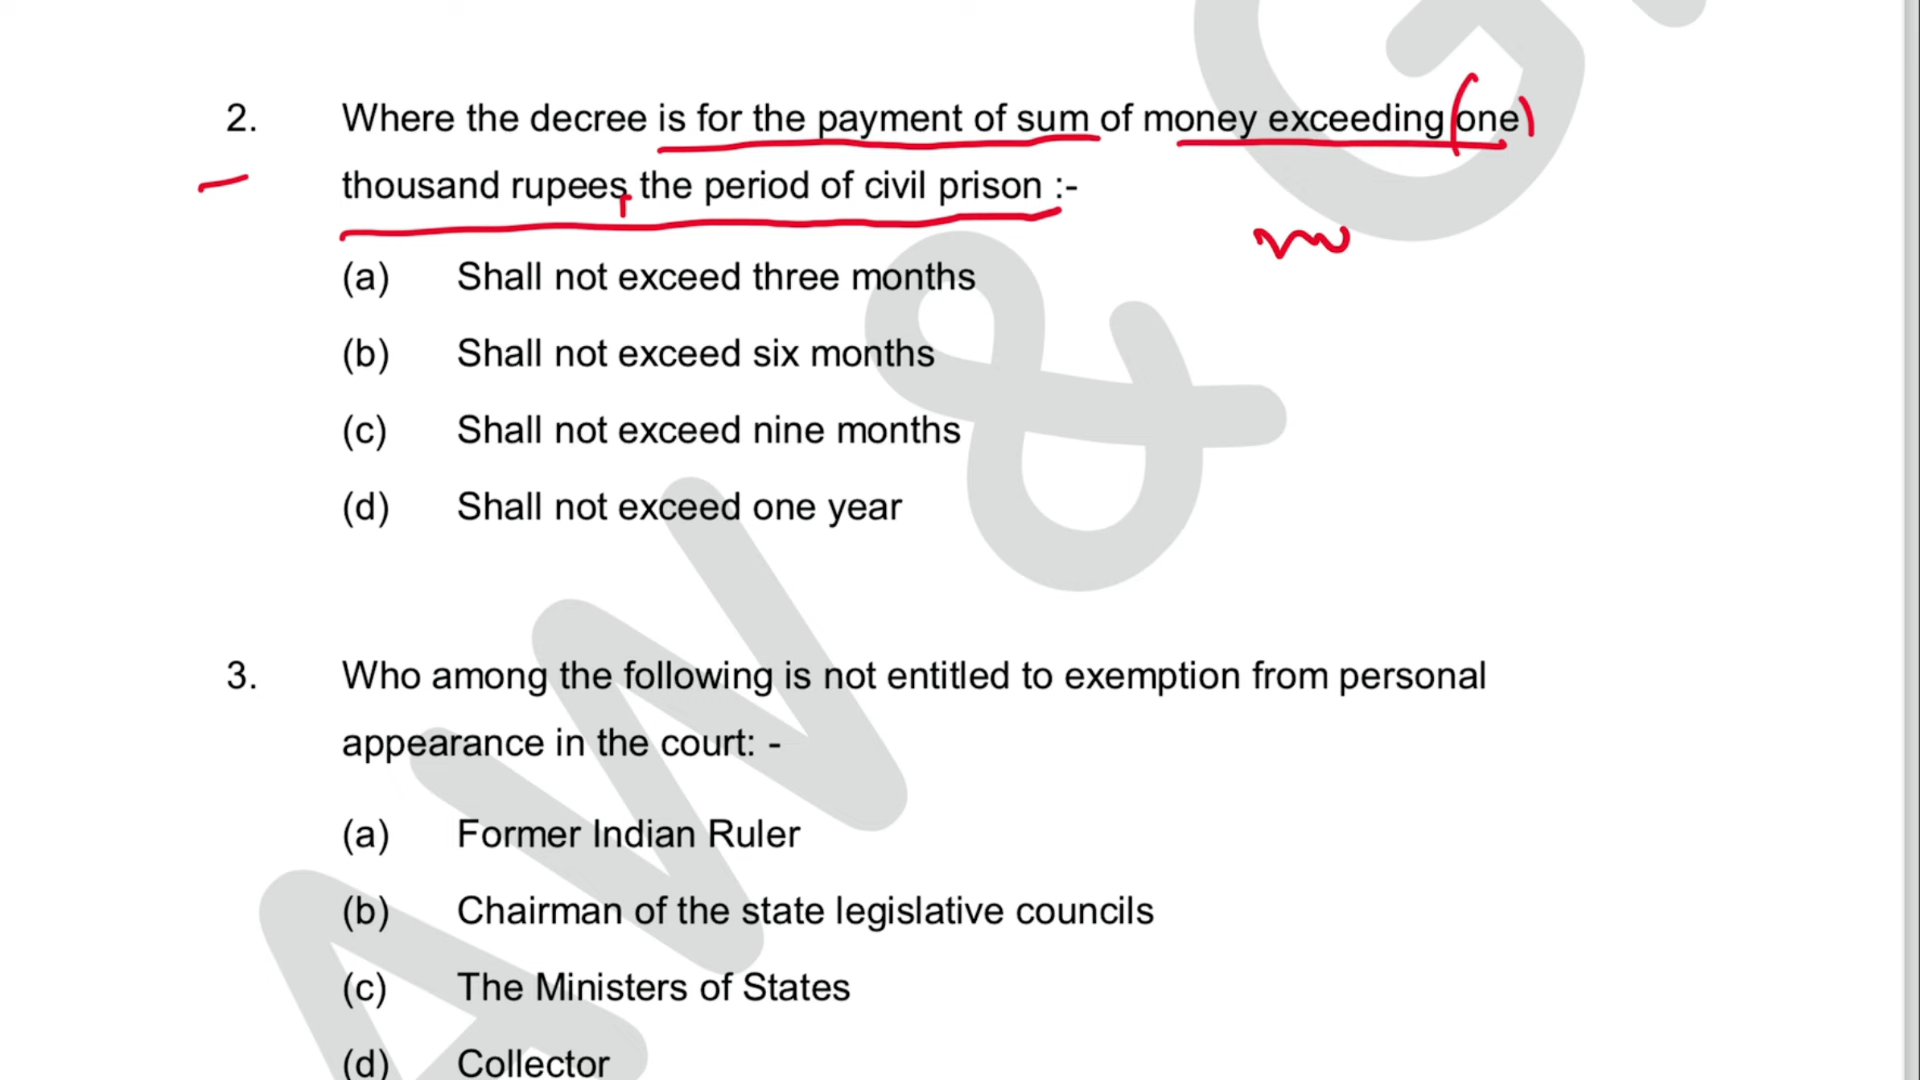 2. Where the decree is for the payment of sum of money exceeding one
thousand rupees the period of civil prison :-
(a) Shall not exceed three months
(b) Shall not exceed six months
(c) Shall not exceed nine months
(d) Shall not exceed one year
3. Who among the following is not entitled to exemption from personal
appearance in the court: -
(a) Former Indian Ruler
(b) Chairman of the state legislative councils
(c) The Ministers of States
(d) Collector
AW & G